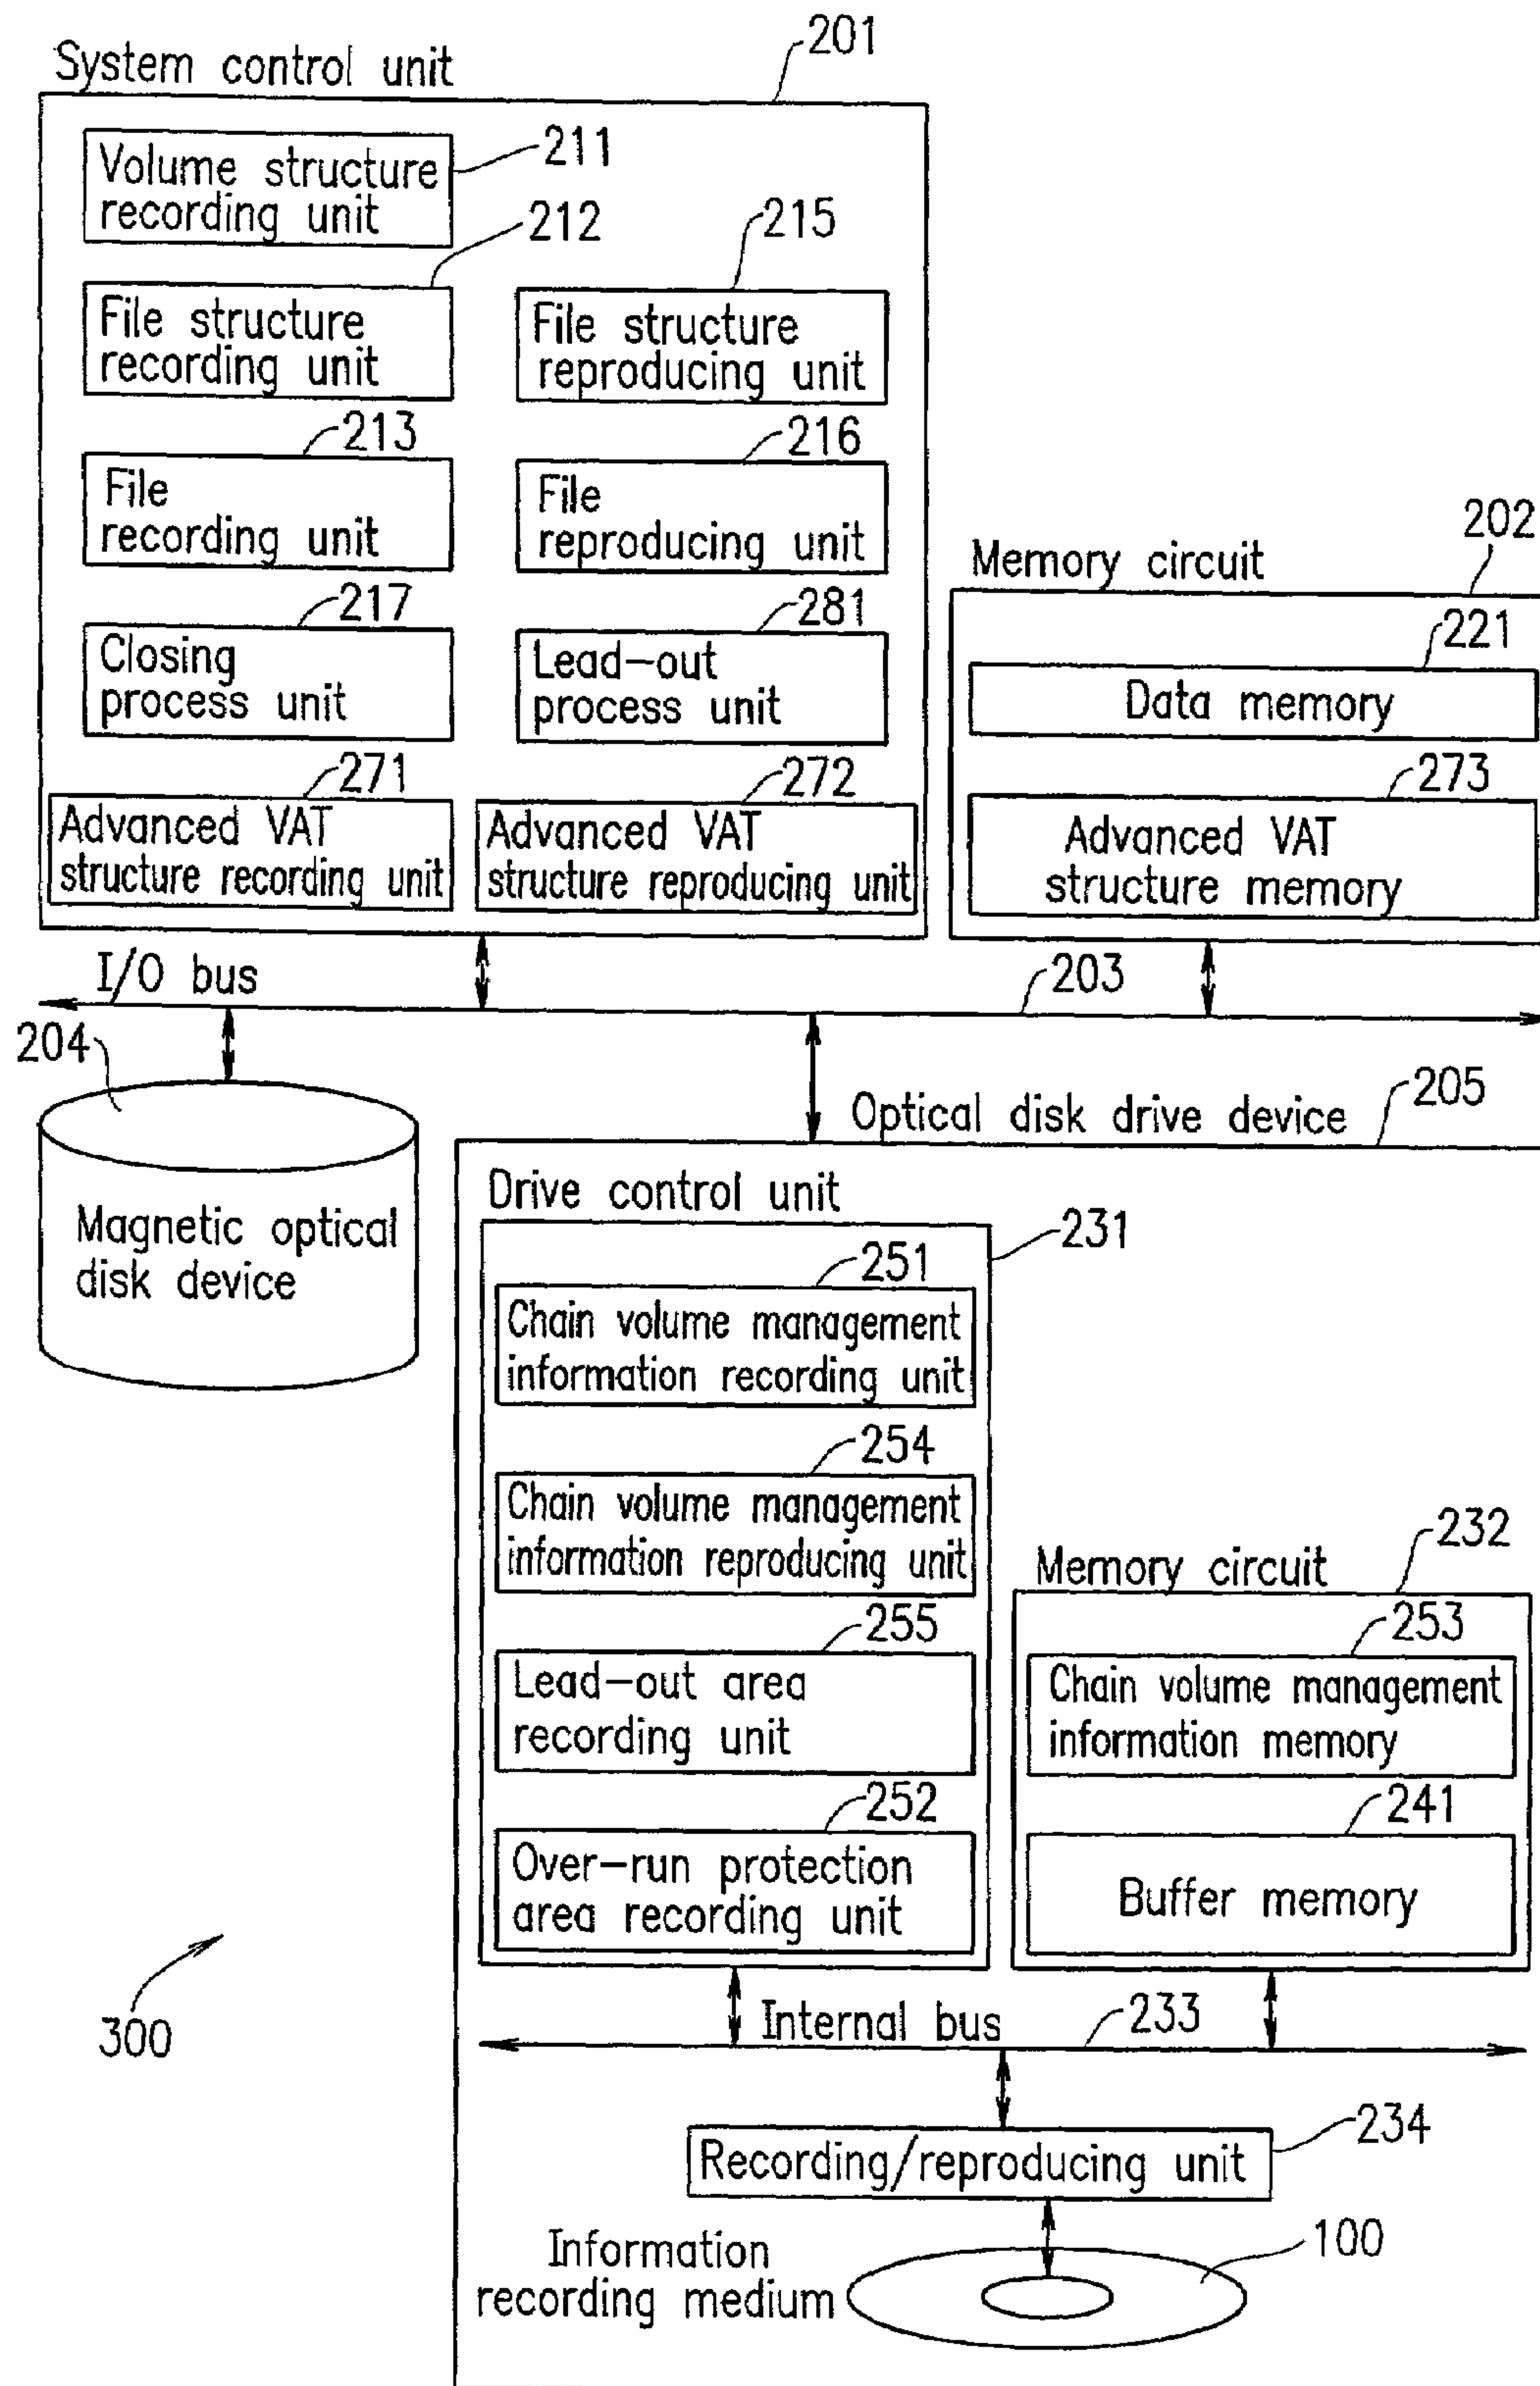 201
System control unit
Volume structure
recording unit
211
212
215
File structure
recording unit
File structure
reproducing unit
213
216
File
recording unit
File
reproducing unit
217
281
Closing
process unit
Lead-out
process unit
271
272
Advanced VAT
structure recording unit
Advanced VAT
structure reproducing unit
202
Memory circuit
221
Data memory
273
Advanced VAT
structure memory
I/O bus
203
204
Magnetic optical
disk device
205
Optical disk drive device
Drive control unit
231
251
Chain volume management
information recording unit
254
Chain volume management
information reproducing unit
255
Lead-out area
recording unit
252
Over-run protection
area recording unit
232
Memory circuit
253
Chain volume management
information memory
241
Buffer memory
300
Internal bus
233
234
Recording/reproducing unit
Information
recording medium
100